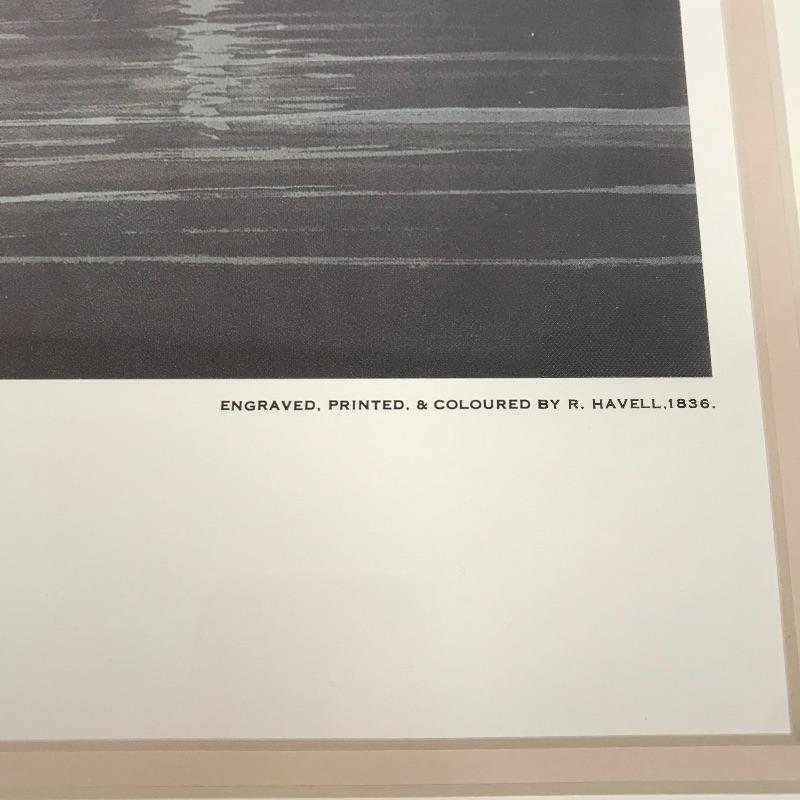 ENGRAVED, PRINTED, & COLOURED BY R. HAVELL,1836.